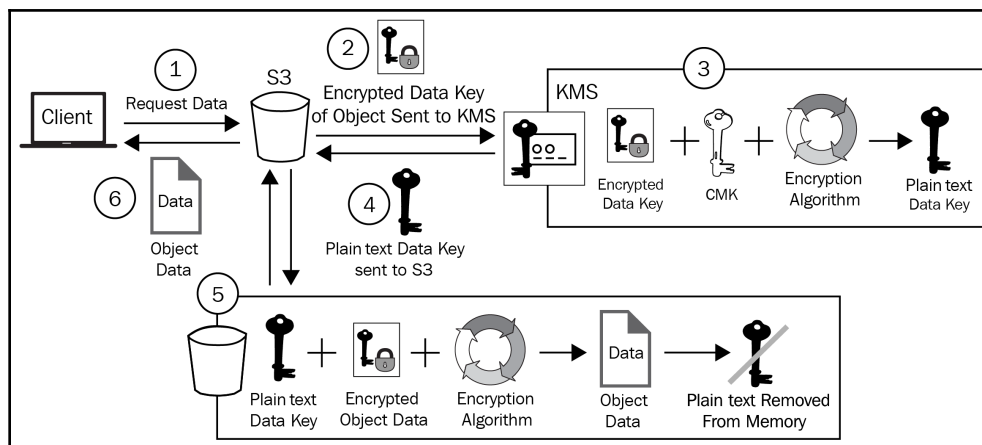 1
Client
Request Data
S3
2
Encrypted Data Key
of Object Sent to KMS
3
KMS
Encrypted
Data Key
CMK
Encryption
Algorithm
Plain text
Data Key
4
Plain text Data Key
sent to S3
6
Data
Object
Data
5
Plain text
Data Key
Encrypted
Object Data
Encryption
Algorithm
Data
Object
Data
Plain text Removed
From Memory